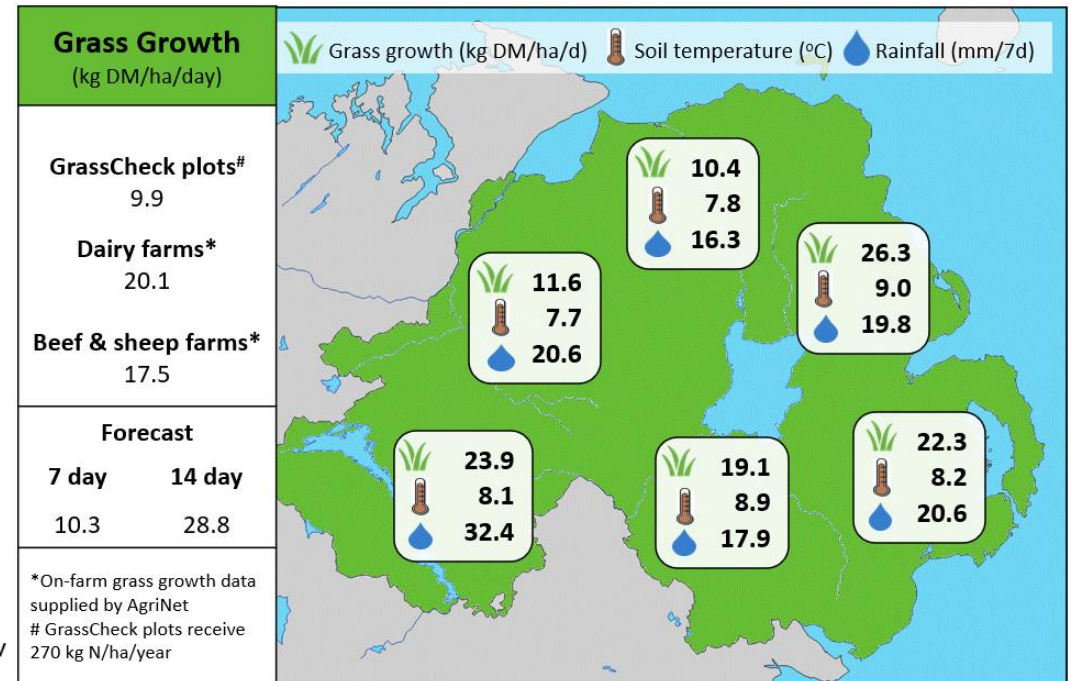 Grass Growth
(kg DM/ha/day)
GrassCheck plots#
9.9
Dairy farms*
20.1
Beef & sheep farms*
17.5
Forecast
7 day 14 day
10.3 28.8
*On-farm grass growth data
supplied by AgriNet
# GrassCheck plots receive
270 kg N/ha/year
y
Grass growth (kg DM/ha/d) Soil temperature (ºC) Rainfall (mm/7d)
10.4
7.8
16.3
26.3
9.0
19.8
11.6
7.7
20.6
23.9
8.1
32.4
19.1
8.9
17.9
22.3
8.2
20.6